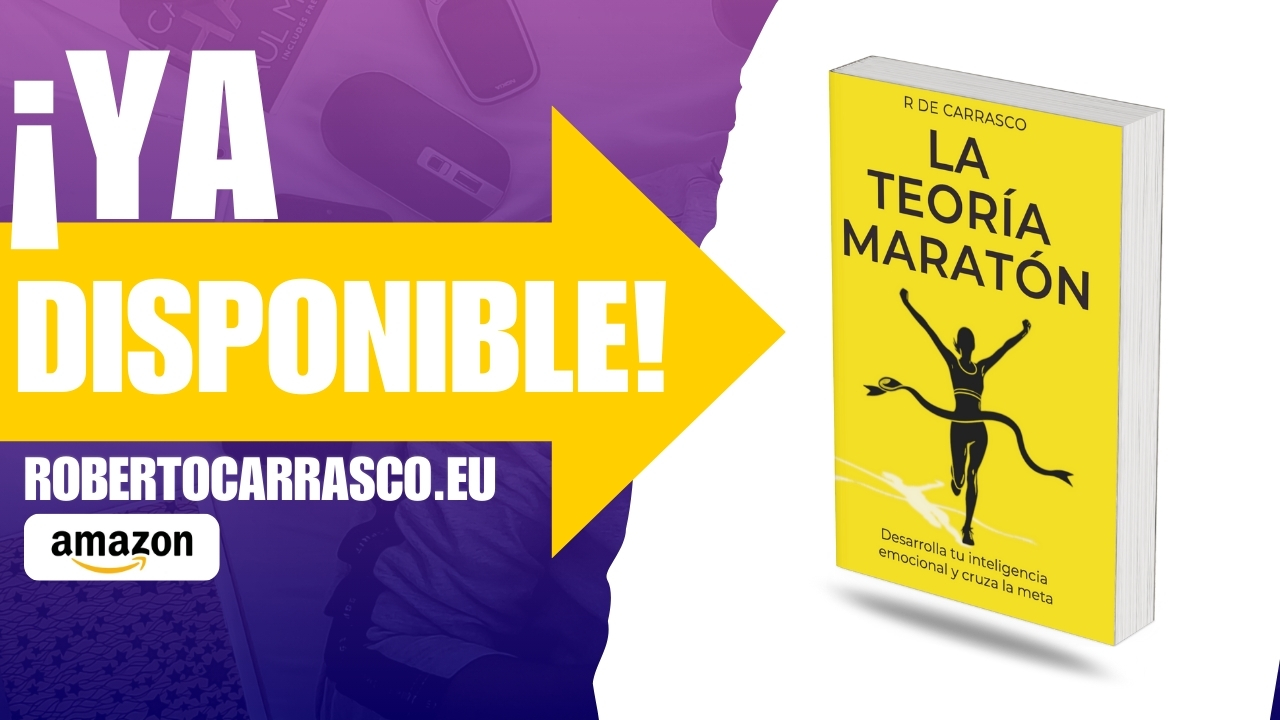 ¡YA
DISPONIBLE!
ROBERTOCARRASCO.EU
amazon
R DE CARRASCO
LA
TEORÍA
MARATÓN
Desarrolla tu inteligencia
emocional y cruza la meta